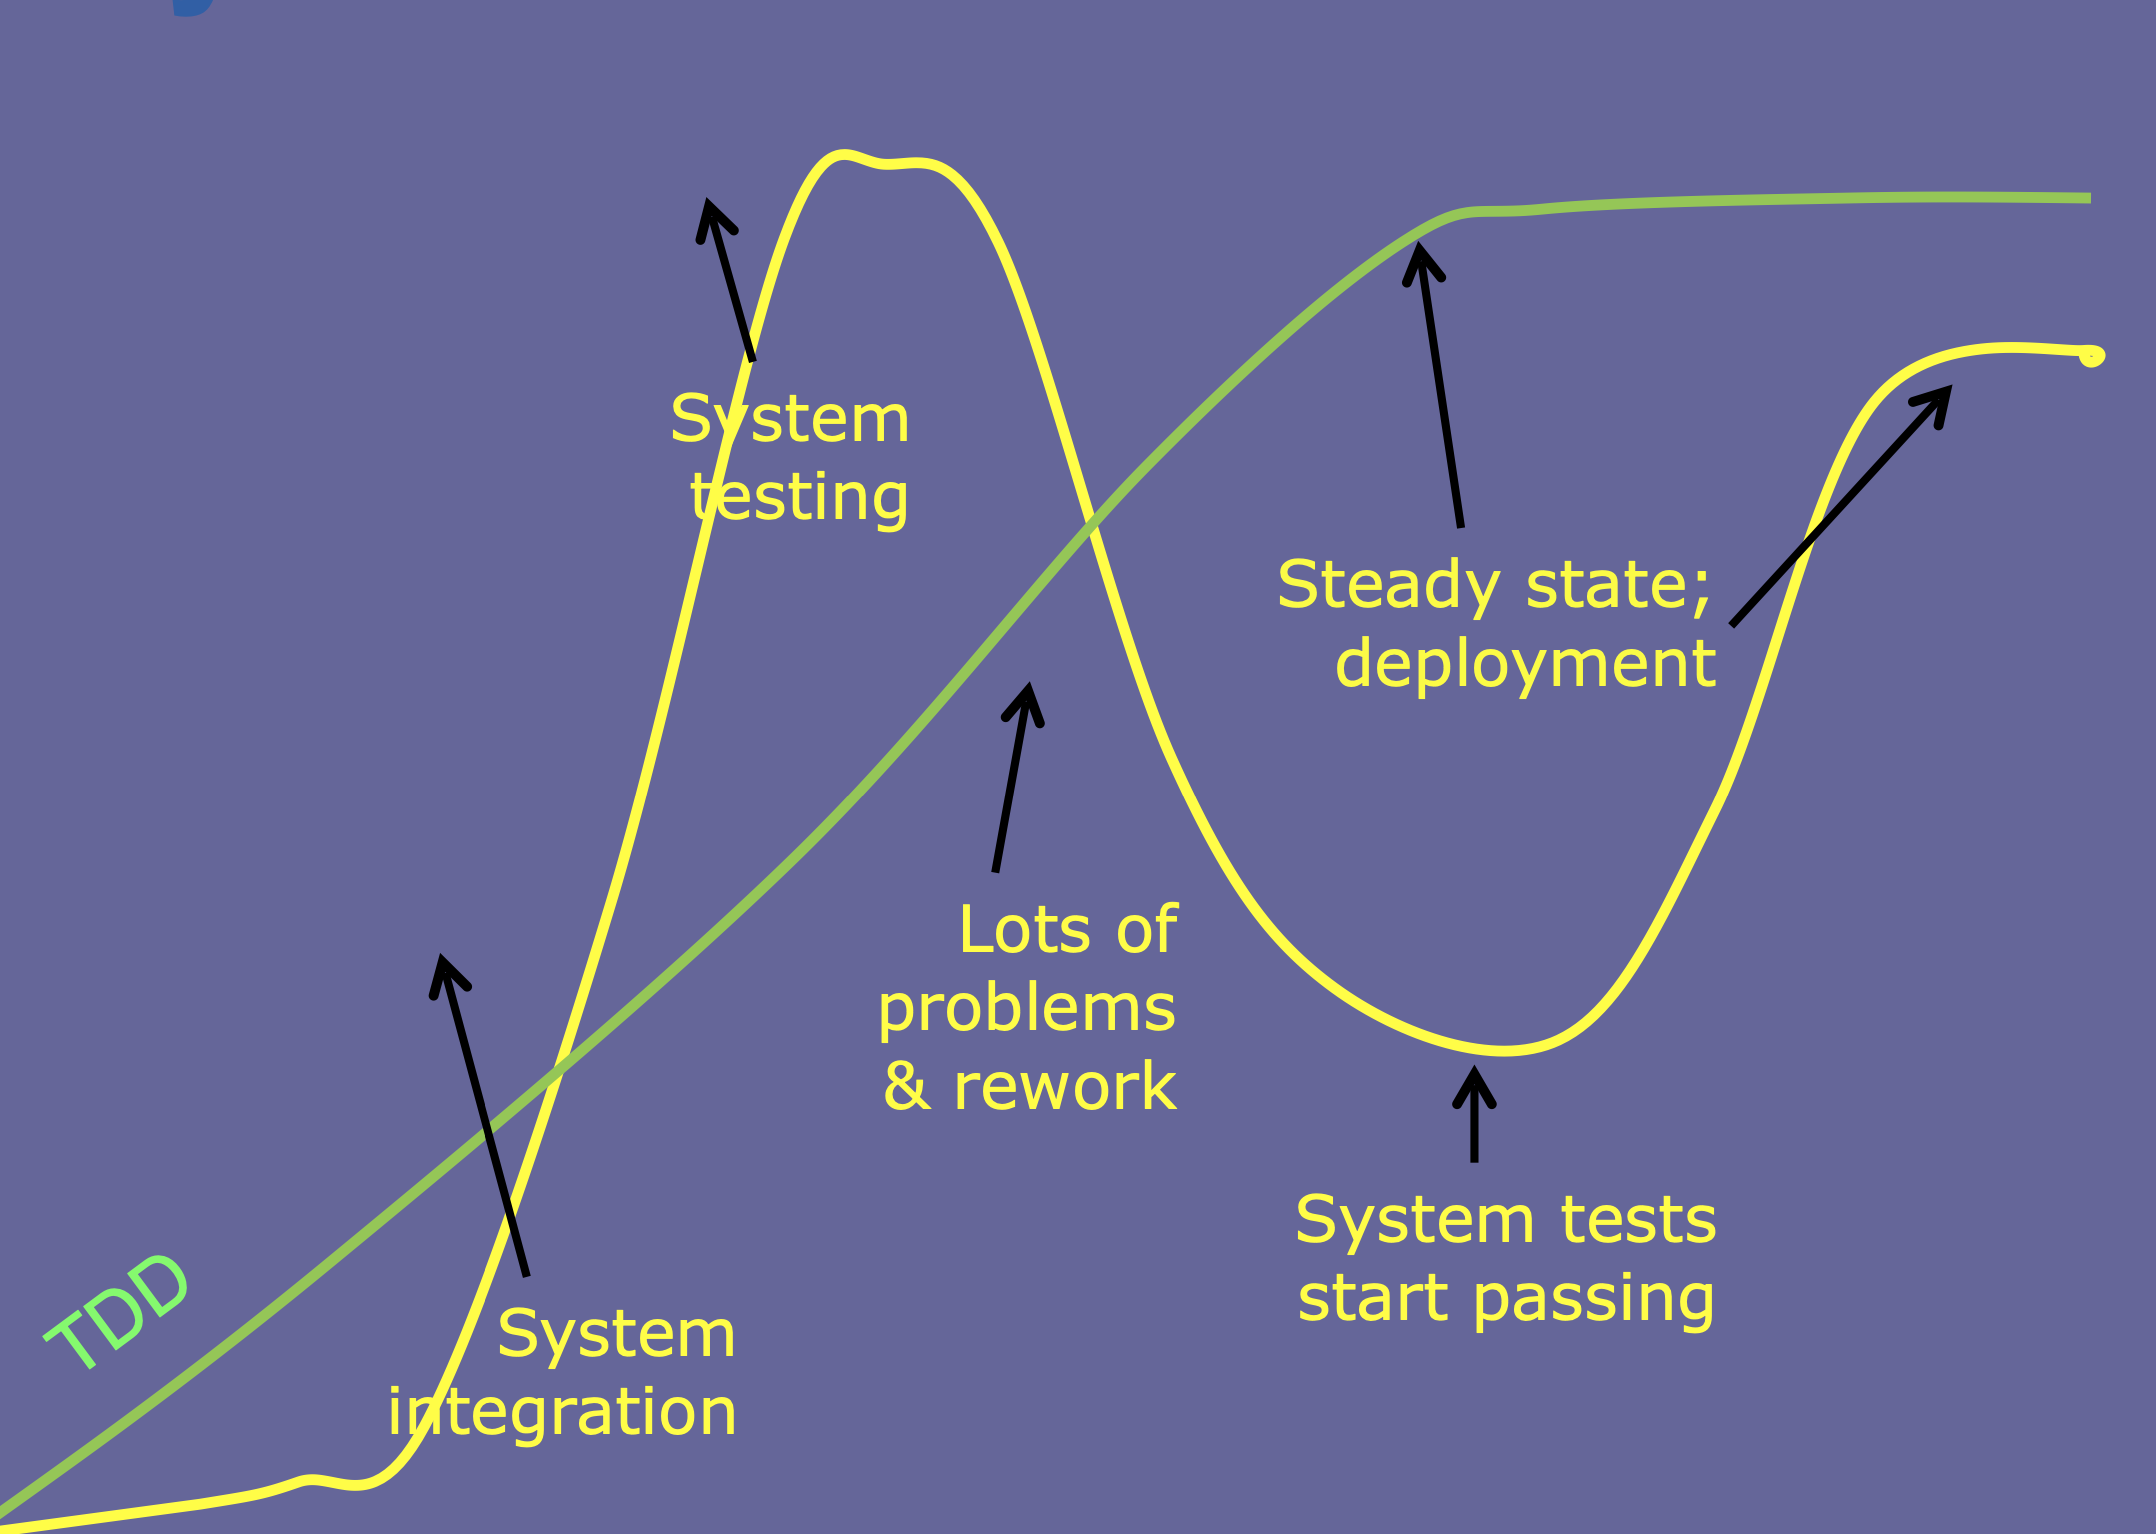 System
testing
Steady state;
deployment
Lots of
problems
& rework
System tests
start passing
TDD
System
integration